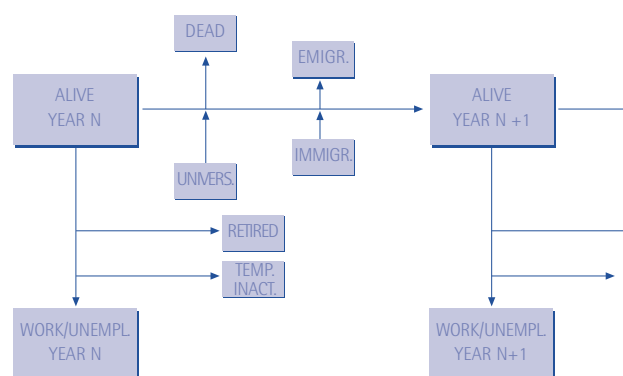 DEAD
EMIGR.
ALIVE
YEAR N
ALIVE
YEAR N +1
UNIVERS.
IMMIGR.
RETIRED
TEMP.
INACT.
WORK/UNEMPL.
YEAR N
WORK/UNEMPL.
YEAR N+1